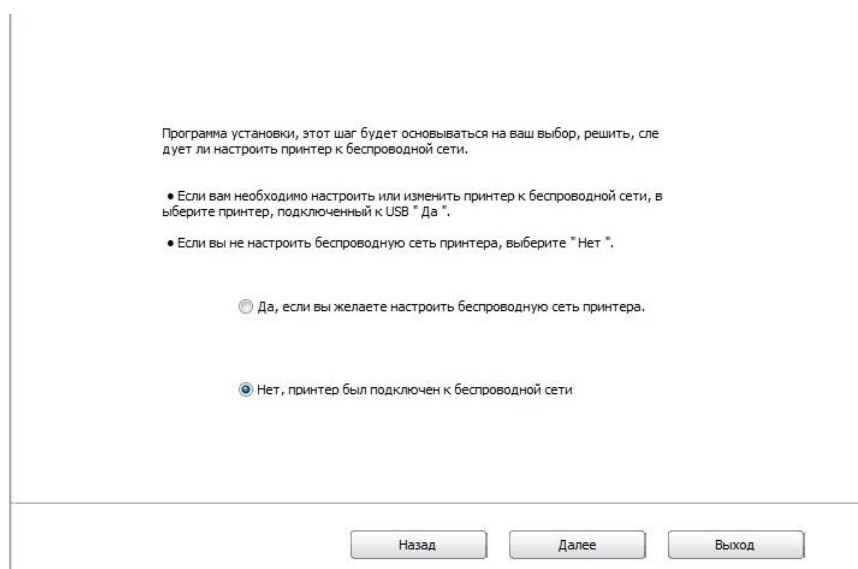 Программа установки, этот шаг будет основываться на ваш выбор, решить, сле
дует ли настроить принтер к беспроводной сети.
• Если вам необходимо настроить или изменить принтер к беспроводной сети, в
ыберите принтер, подключенный к USB " Да ".
• Если вы не настроить беспроводную сеть принтера, выберите " Нет ".
Да, если вы желаете настроить беспроводную сеть принтера.
Нет, принтер был подключен к беспроводной сети
Назад Далее Выход